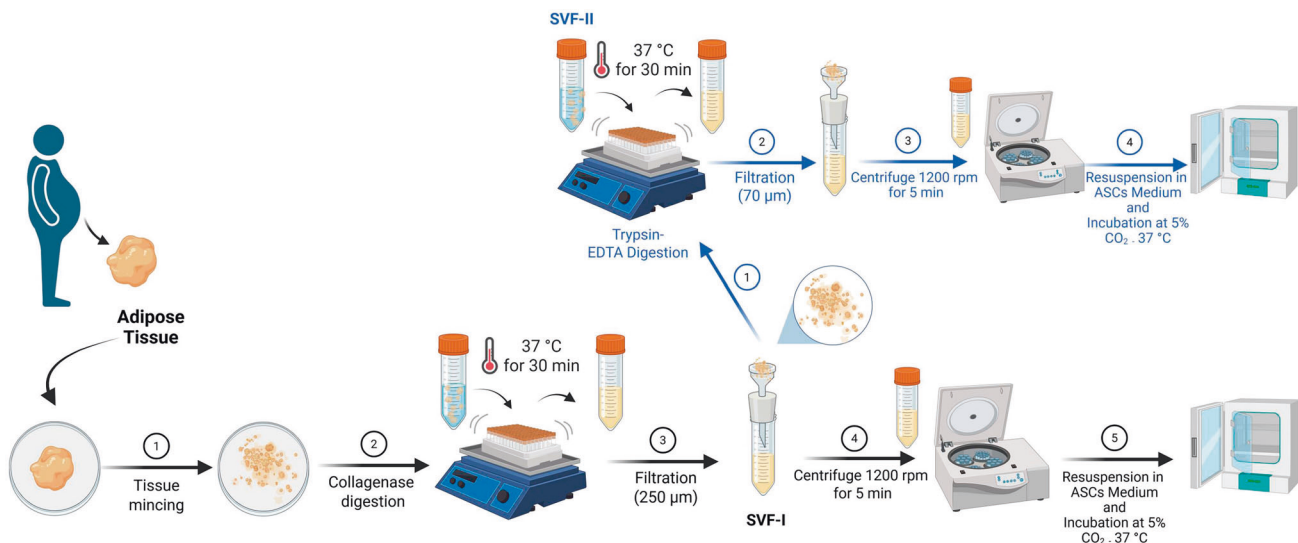 SVF-II
37 °C
for 30 min
2
Filtration
(70 µm)
3
Centrifuge 1200 rpm
for 5 min
4
Resuspension in
ASCs Medium
and
Incubation at 5%
CO₂ . 37 °C
Trypsin-
EDTA Digestion
1
Adipose
Tissue
1
Tissue
mincing
2
Collagenase
digestion
37 °C
for 30 min
3
Filtration
(250 µm)
SVF-I
4
Centrifuge 1200 rpm
for 5 min
5
Resuspension in
ASCs Medium
and
Incubation at 5%
CO₂ . 37 °C